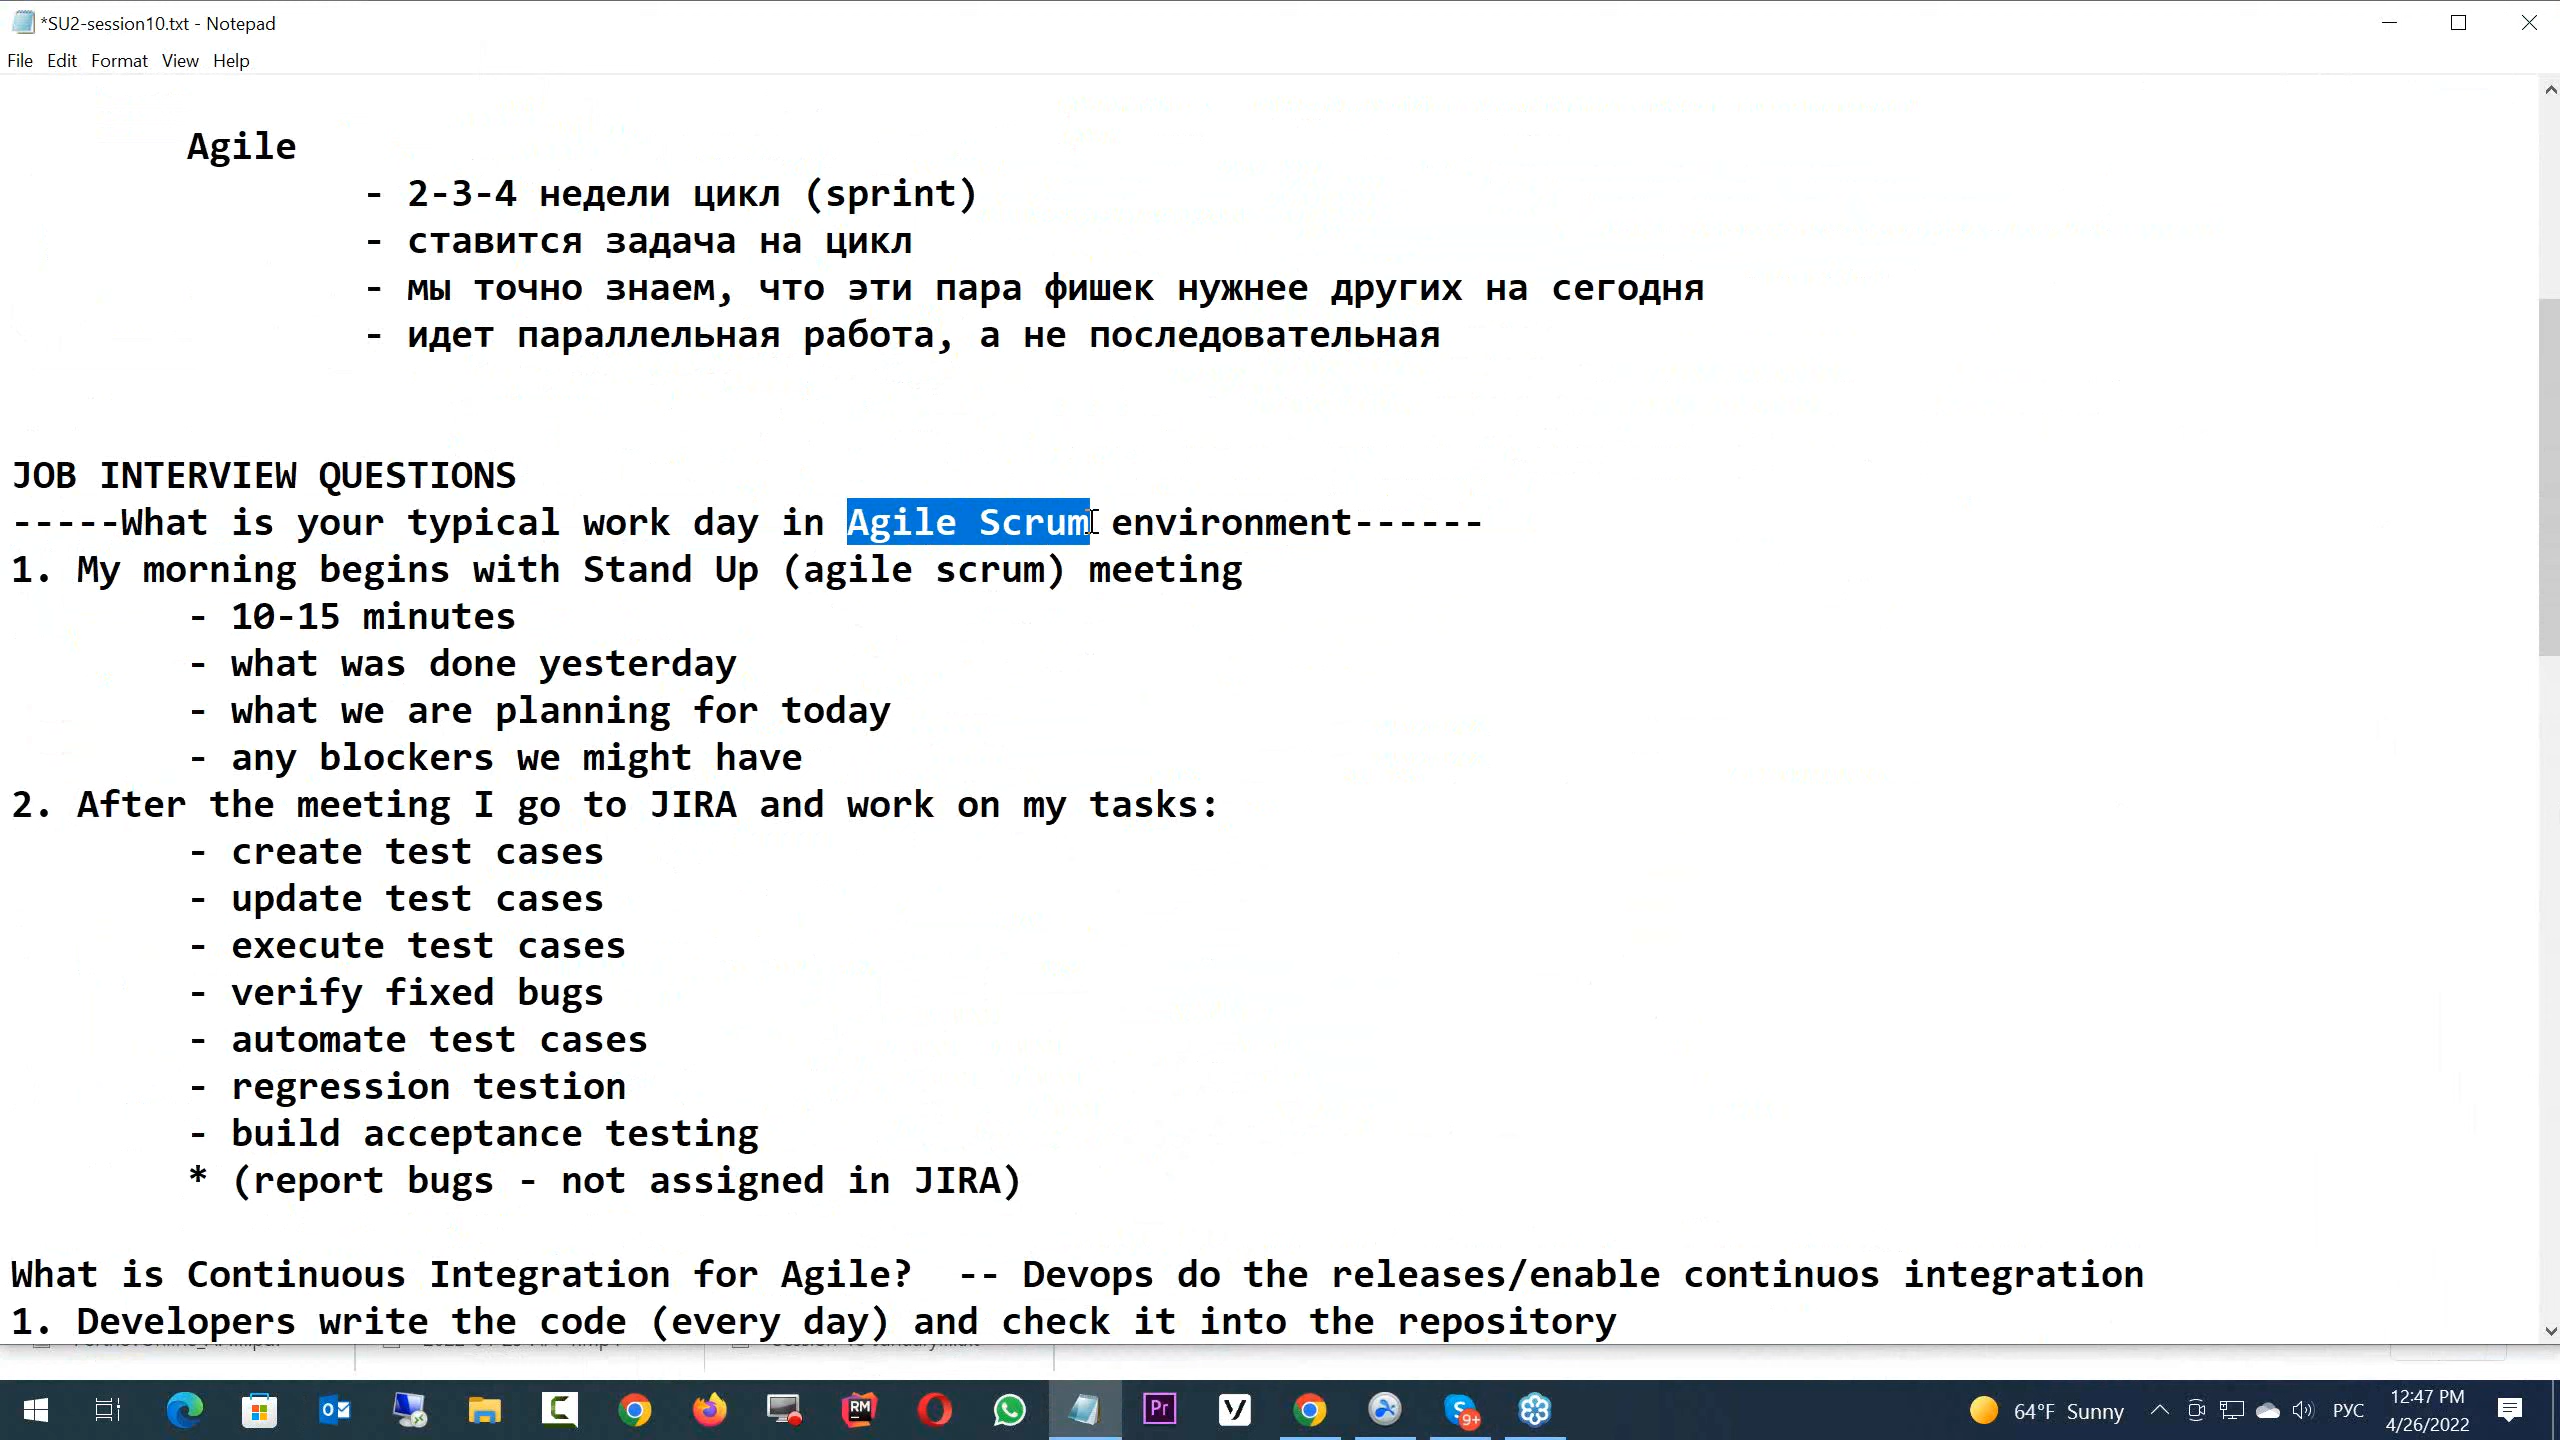 *SU2-session10.txt - Notepad
File Edit Format View Help
Agile
- 2-3-4 недели цикл (sprint)
- ставится задача на цикл
- мы точно знаем, что эти пара фишек нужнее других на сегодня
- идет параллельная работа, а не последовательная
JOB INTERVIEW QUESTIONS
-----What is your typical work day in Agile Scrum environment------
1. My morning begins with Stand Up (agile scrum) meeting
- 10-15 minutes
- what was done yesterday
- what we are planning for today
- any blockers we might have
2. After the meeting I go to JIRA and work on my tasks:
- create test cases
- update test cases
- execute test cases
- verify fixed bugs
- automate test cases
- regression testion
- build acceptance testing
* (report bugs - not assigned in JIRA)
What is Continuous Integration for Agile?  -- Devops do the releases/enable continuos integration
1. Developers write the code (every day) and check it into the repository
64°F Sunny
РУС
12:47 PM
4/26/2022